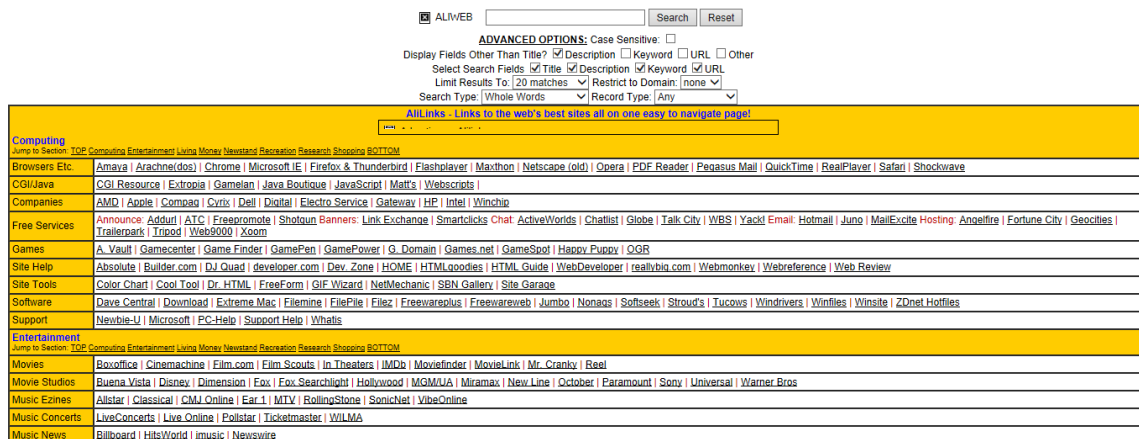 ALIWEB Search Reset
ADVANCED OPTIONS: Case Sensitive:
Display Fields Other Than Title? Description Keyword URL Other
Select Search Fields Title Description Keyword URL
Limit Results To: 20 matches Restrict to Domain: none
Search Type: Whole Words Record Type: Any
AliLinks - Links to the web's best sites all on one easy to navigate page!
Computing
Jump to Section: TOP Computing Entertainment Living Money Newstand Recreation Research Shopping BOTTOM
Browsers Etc. Amaya | Arachne(dos) | Chrome | Microsoft IE | Firefox & Thunderbird | Flashplayer | Maxthon | Netscape (old) | Opera | PDF Reader | Pegasus Mail | QuickTime | RealPlayer | Safari | Shockwave
CGI/Java CGI Resource | Extropia | Gamelan | Java Boutique | JavaScript | Matt's | Webscripts |
Companies AMD | Apple | Compaq | Cyrix | Dell | Digital | Electro Service | Gateway | HP | Intel | Winchip
Free Services Announce: Addurl | ATC | Freepromote | Shotgun Banners: Link Exchange | Smartclicks Chat: ActiveWorlds | Chatlist | Globe | Talk City | WBS | Yack! Email: Hotmail | Juno | MailExcite Hosting: Angelfire | Fortune City | Geocities |
Trailerpark | Tripod | Web9000 | Xoom
Games A. Vault | Gamecenter | Game Finder | GamePen | GamePower | G. Domain | Games.net | GameSpot | Happy Puppy | OGR
Site Help Absolute | Builder.com | DJ Quad | developer.com | Dev. Zone | HOME | HTMLgoodies | HTML Guide | WebDeveloper | reallybig.com | Webmonkey | Webreference | Web Review
Site Tools Color Chart | Cool Tool | Dr. HTML | FreeForm | GIF Wizard | NetMechanic | SBN Gallery | Site Garage
Software Dave Central | Download | Extreme Mac | Filemine | FilePile | Filez | Freewareplus | Freewareweb | Jumbo | Nonags | Softseek | Stroud's | Tucows | Windrivers | Winfiles | Winsite | ZDnet Hotfiles
Support Newbie-U | Microsoft | PC-Help | Support Help | Whatis
Entertainment
Jump to Section: TOP Computing Entertainment Living Money Newstand Recreation Research Shopping BOTTOM
Movies Boxoffice | Cinemachine | Film.com | Film Scouts | In Theaters | IMDb | Moviefinder | MovieLink | Mr. Cranky | Reel
Movie Studios Buena Vista | Disney | Dimension | Fox | Fox Searchlight | Hollywood | MGM/UA | Miramax | New Line | October | Paramount | Sony | Universal | Warner Bros
Music Ezines Allstar | Classical | CMJ Online | Ear 1 | MTV | RollingStone | SonicNet | VibeOnline
Music Concerts LiveConcerts | Live Online | Pollstar | Ticketmaster | WILMA
Music News Billboard | HitsWorld | imusic | Newswire